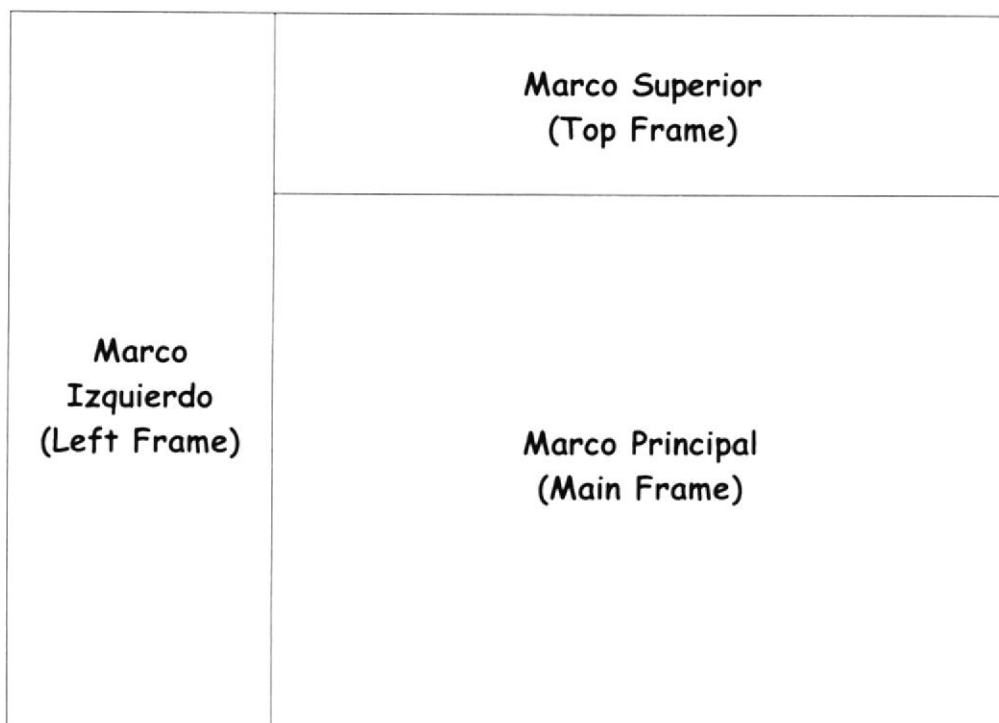 Marco Superior
(Top Frame)
Marco
Izquierdo
(Left Frame)
Marco Principal
(Main Frame)